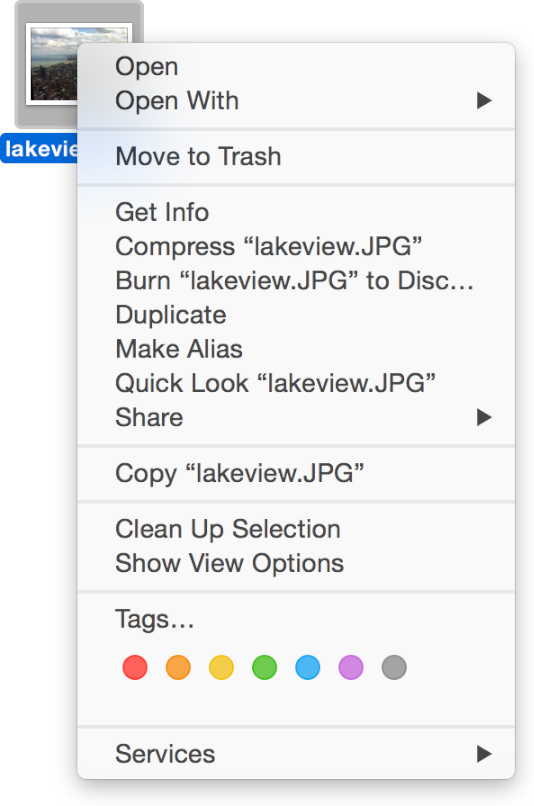 lakevie
Open
Open With
Move to Trash
Get Info
Compress “lakeview.JPG”
Burn “lakeview.JPG” to Disc…
Duplicate
Make Alias
Quick Look “lakeview.JPG”
Share
Copy “lakeview.JPG”
Clean Up Selection
Show View Options
Tags…
Services